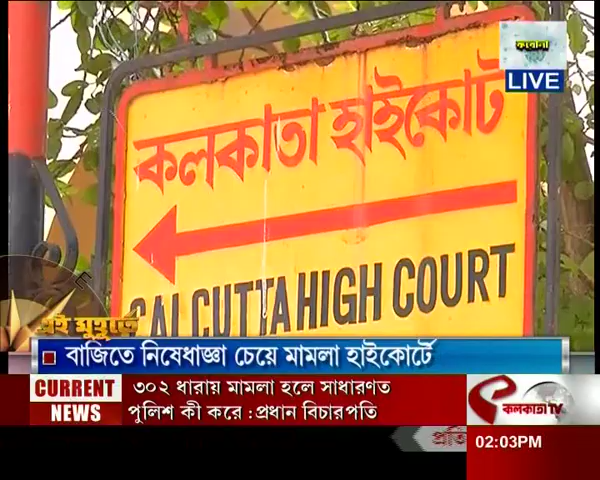 করোনা
LIVE
কলকাতা হাইকোর্ট
CALCUTTA HIGH COURT
এই মুহূর্তে
বাজিতে নিষেধাজ্ঞা চেয়ে মামলা হাইকোর্টে
CURRENT NEWS
৩০২ ধারায় মামলা হলে সাধারণত
পুলিশ কী করে : প্রধান বিচারপতি
কলকাতা TV
02:03PM